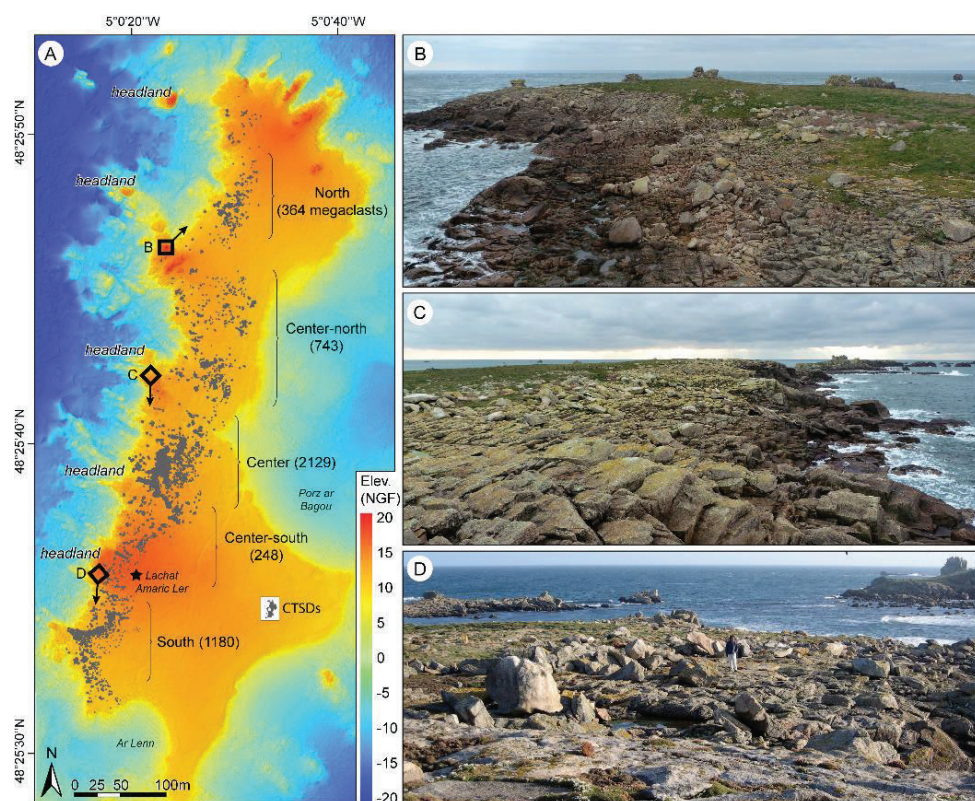 5°0'20"W
5°0'40"W
A
headland
48°25'50"N
headland
North
(364 megaclasts)
B
Center-north
(743)
headland
C
48°25'40"N
Center (2129)
headland
Porz ar
Bagou
Center-south
(248)
headland
D
Lachat
Amaric Ler
CTSDs
South (1180)
Ar Lenn
48°25'30"N
N
0 25 50 100m
Elev.
(NGF)
20
15
10
5
0
-5
-10
-15
-20
B
C
D